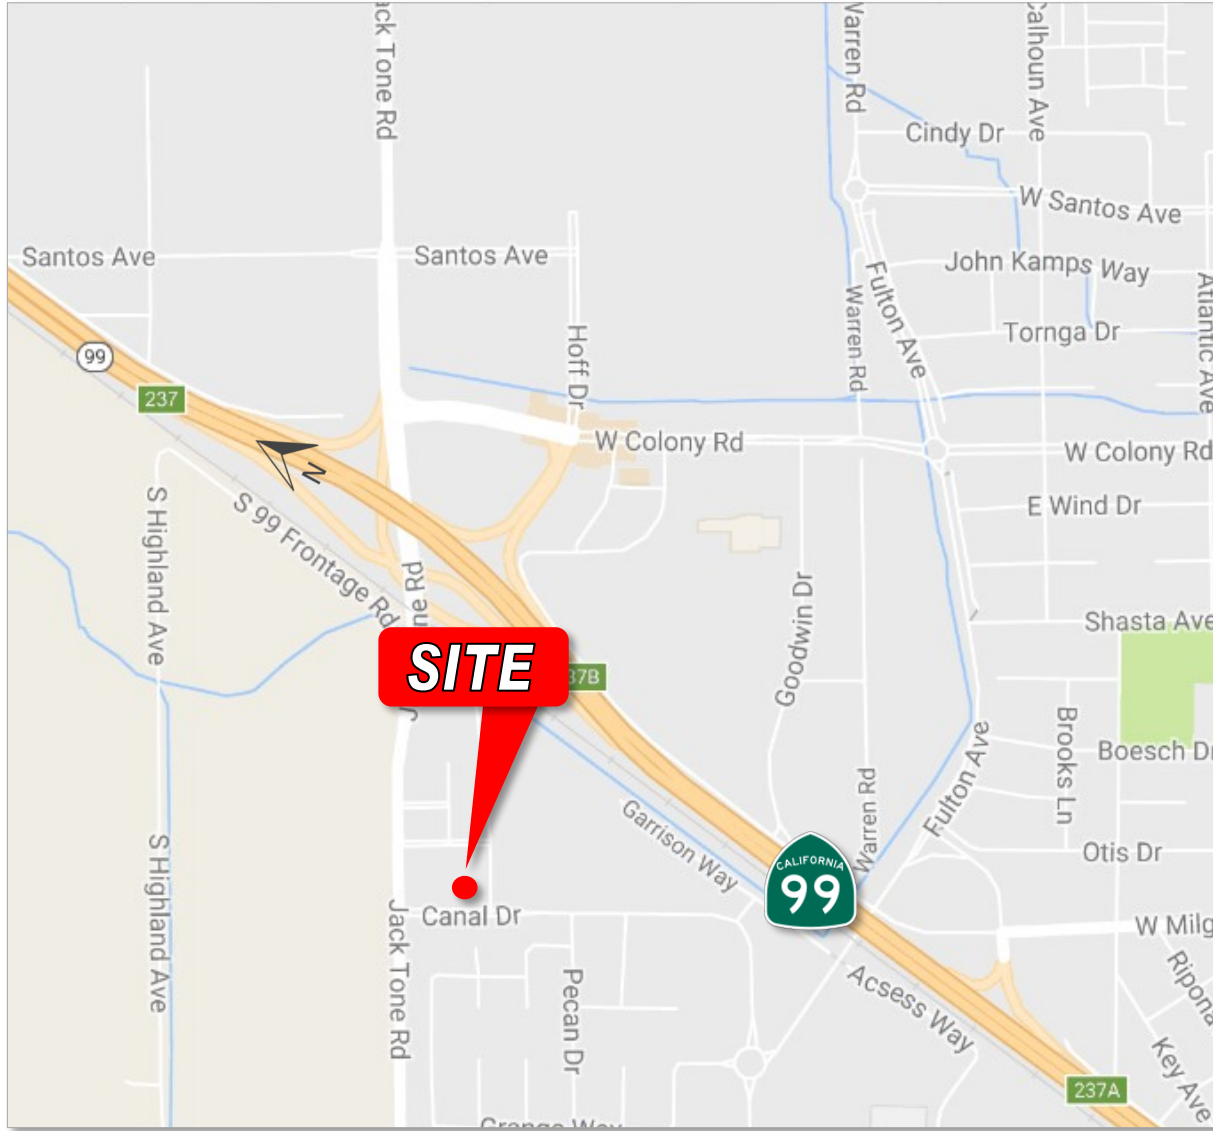 Jack Tone Rd
Warren Rd
Calhoun Ave
Cindy Dr
W Santos Ave
Santos Ave
Santos Ave
John Kamps Way
Fulton Ave
Warren Rd
Atlantic Ave
Tornga Dr
Hoff Dr
99
237
W Colony Rd
W Colony Rd
N
S Highland Ave
S 99 Frontage Rd
E Wind Dr
ne Rd
Goodwin Dr
Shasta Ave
SITE
37B
J
Brooks Ln
Boesch Dr
Fulton Ave
Warren Rd
Garrison Way
S Highland Ave
Otis Dr
CALIFORNIA
99
Canal Dr
Jack Tone Rd
W Milg
Pecan Dr
Acsess Way
Ripona
Key Ave
237A
Grange Way